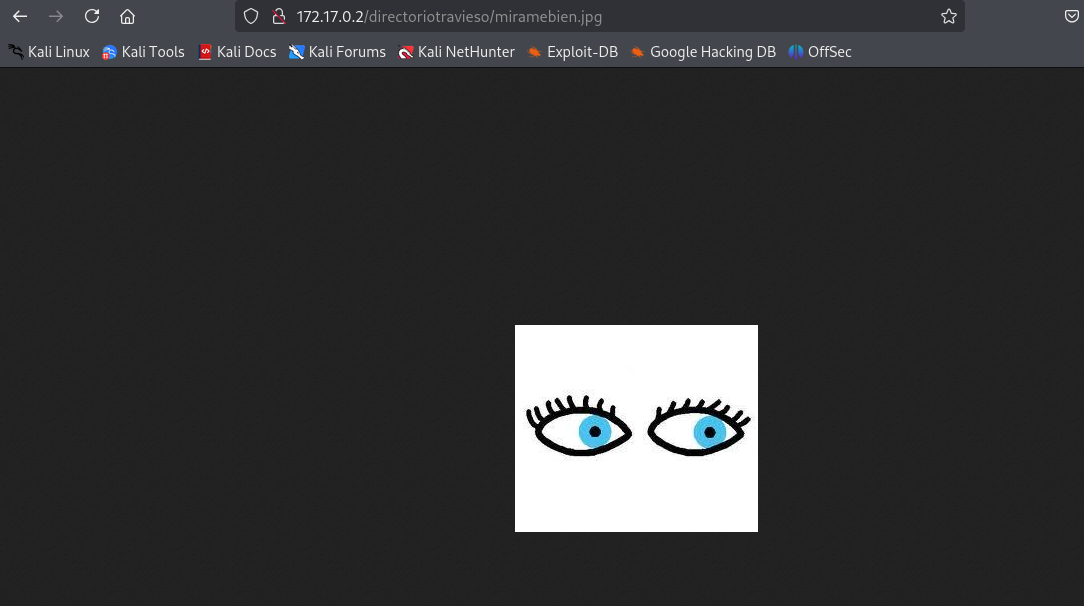 172.17.0.2/directoriotravieso/miramebien.jpg
Kali Linux Kali Tools Kali Docs Kali Forums Kali NetHunter Exploit-DB Google Hacking DB OffSec